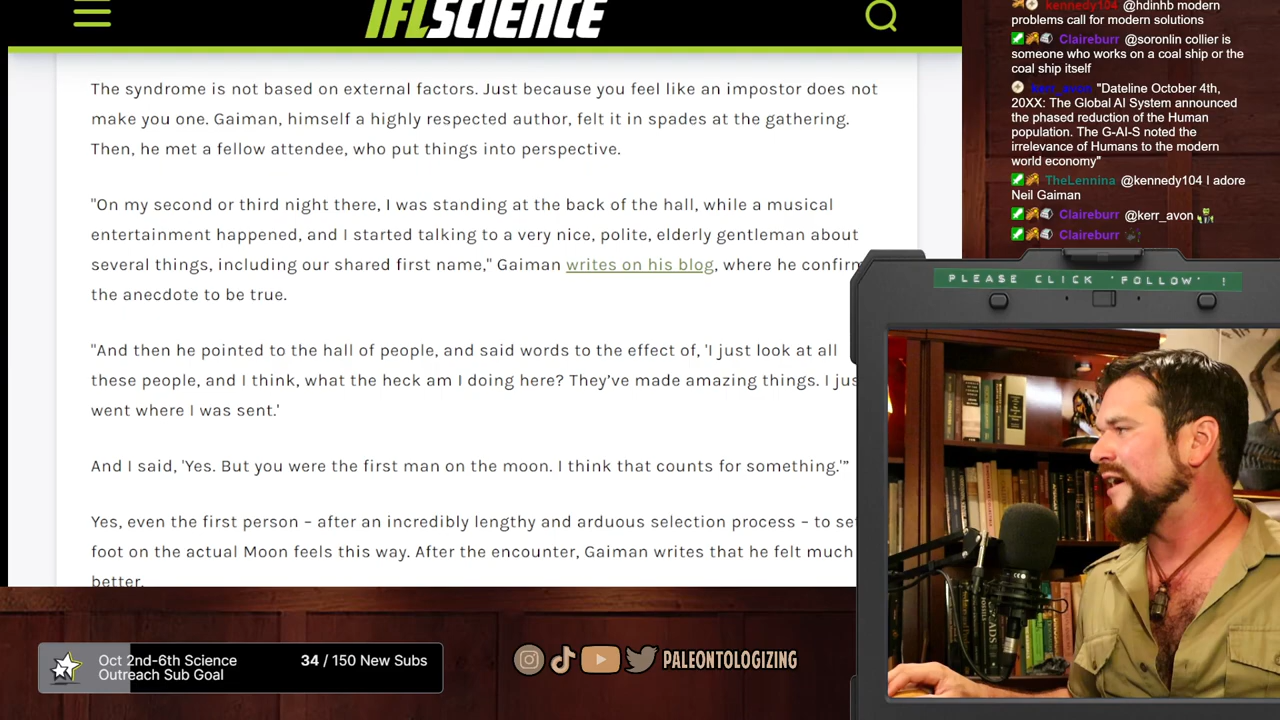 IFLSCIENCE
The syndrome is not based on external factors. Just because you feel like an impostor does not
make you one. Gaiman, himself a highly respected author, felt it in spades at the gathering.
Then, he met a fellow attendee, who put things into perspective.
"On my second or third night there, I was standing at the back of the hall, while a musical
entertainment happened, and I started talking to a very nice, polite, elderly gentleman about
several things, including our shared first name," Gaiman writes on his blog, where he confirm
the anecdote to be true.
"And then he pointed to the hall of people, and said words to the effect of, 'I just look at all
these people, and I think, what the heck am I doing here? They've made amazing things. I jus
went where I was sent.'
And I said, 'Yes. But you were the first man on the moon. I think that counts for something.'"
Yes, even the first person – after an incredibly lengthy and arduous selection process – to set
foot on the actual Moon feels this way. After the encounter, Gaiman writes that he felt much
better.
kennedy104 @hdinhb modern
problems call for modern solutions
Claireburr @soronlin collier is
someone who works on a coal ship or the
coal ship itself
kerr_avon "Dateline October 4th,
20XX: The Global AI System announced
the phased reduction of the Human
population. The G-AI-S noted the
irrelevance of Humans to the modern
world economy"
TheLennina @kennedy104 I adore
Neil Gaiman
Claireburr @kerr_avon
Claireburr
PLEASE CLICK 'FOLLOW' !
Oct 2nd-6th Science
Outreach Sub Goal
34 / 150 New Subs
PALEONTOLOGIZING